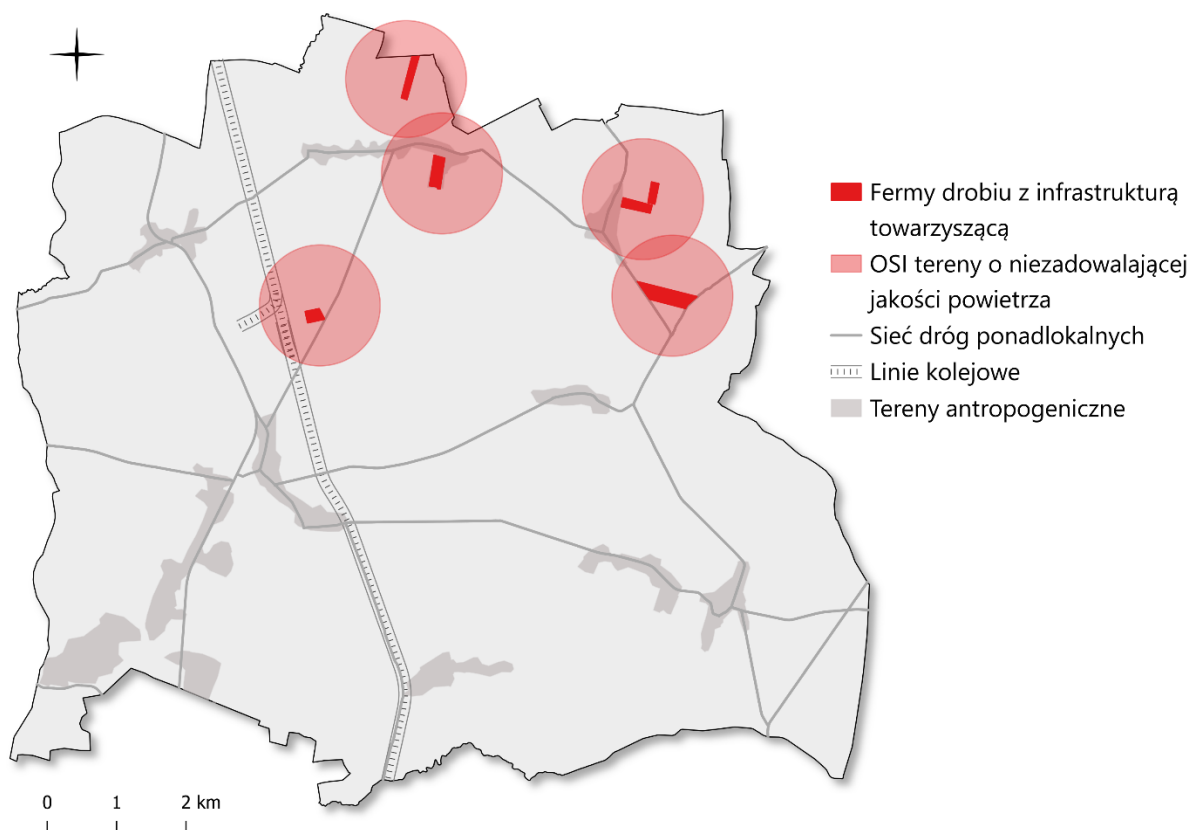 Fermy drobiu z infrastrukturą
towarzyszącą
OSI tereny o niezadowalającej
jakości powietrza
Sieć dróg ponadlokalnych
Linie kolejowe
Tereny antropogeniczne
0 1 2 km